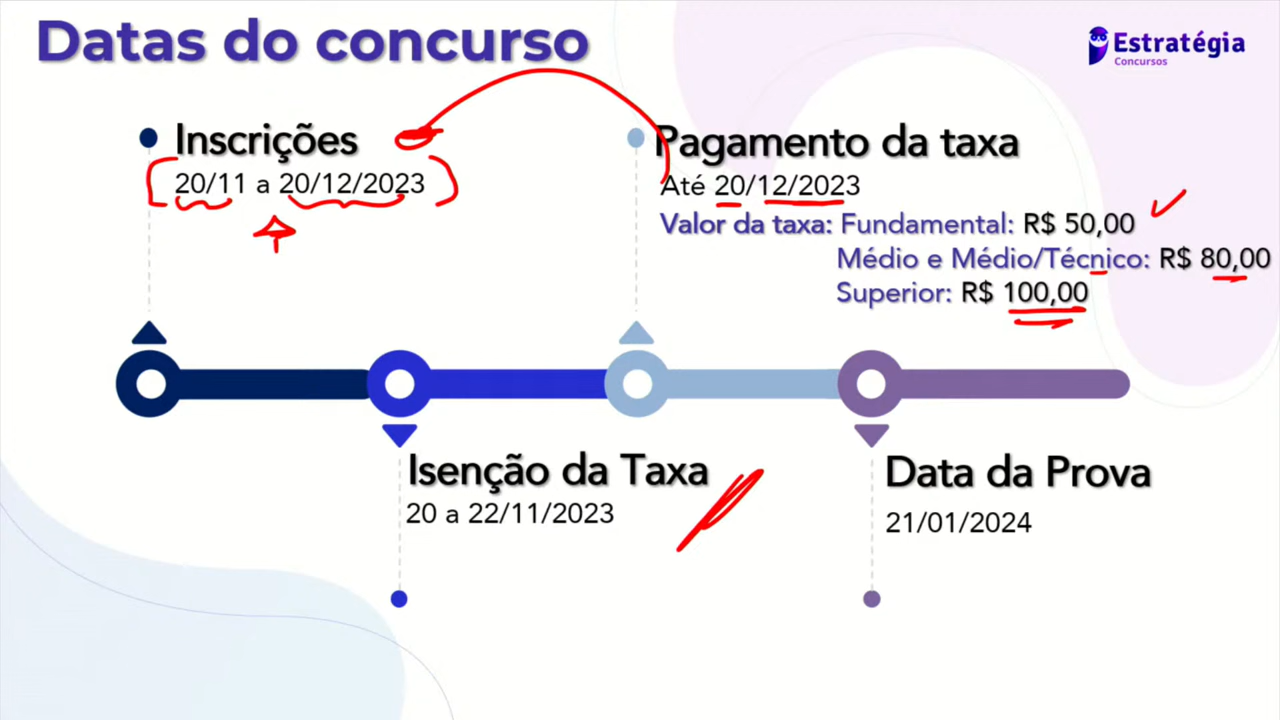 Datas do concurso
Estratégia
Concursos
Inscrições
20/11 a 20/12/2023
Pagamento da taxa
Até 20/12/2023
Valor da taxa: Fundamental: R$ 50,00
Médio e Médio/Técnico: R$ 80,00
Superior: R$ 100,00
Isenção da Taxa
20 a 22/11/2023
Data da Prova
21/01/2024